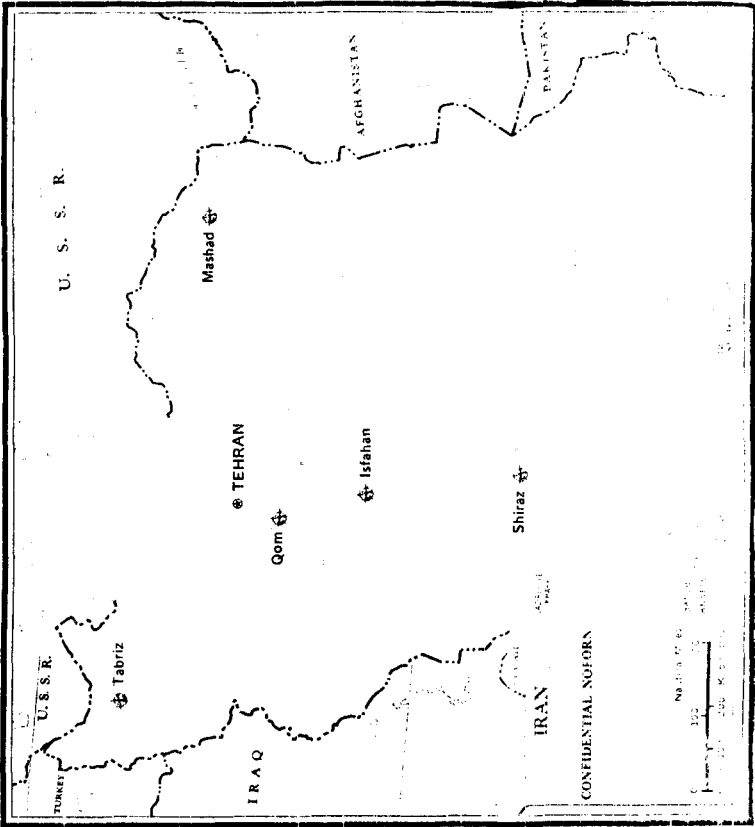 U. S. S. R.
TURKEY
U. S. S. R.
Tabriz
Mashad
AFGHANISTAN
TEHRAN
Qom
Isfahan
IRAQ
Shiraz
PAKISTAN
IRAN
CONFIDENTIAL NOFORN